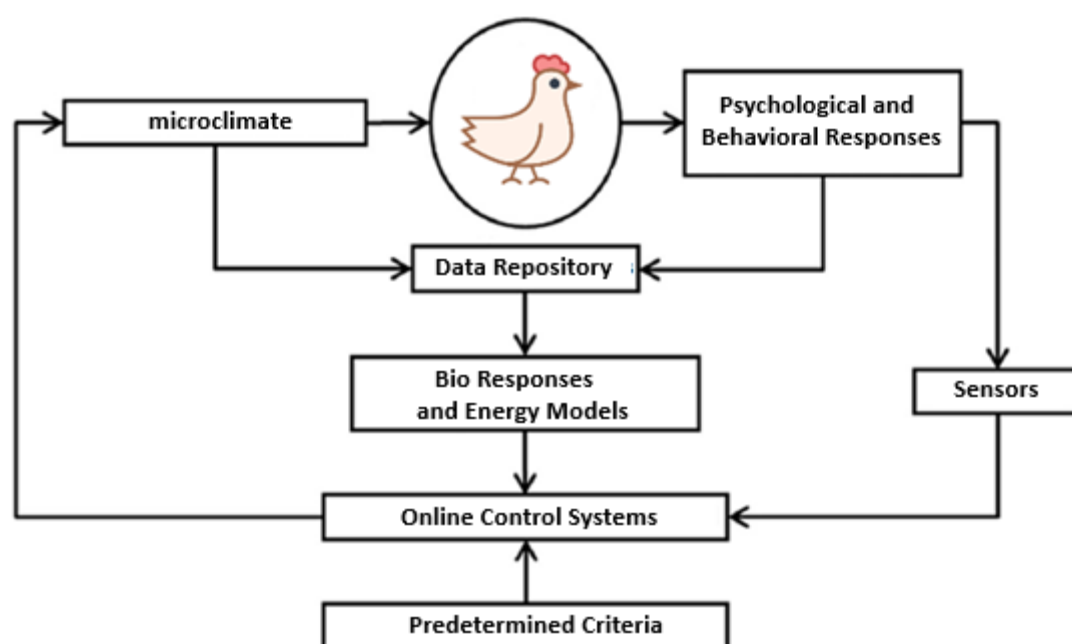 microclimate
Psychological and
Behavioral Responses
Data Repository
Bio Responses
and Energy Models
Sensors
Online Control Systems
Predetermined Criteria